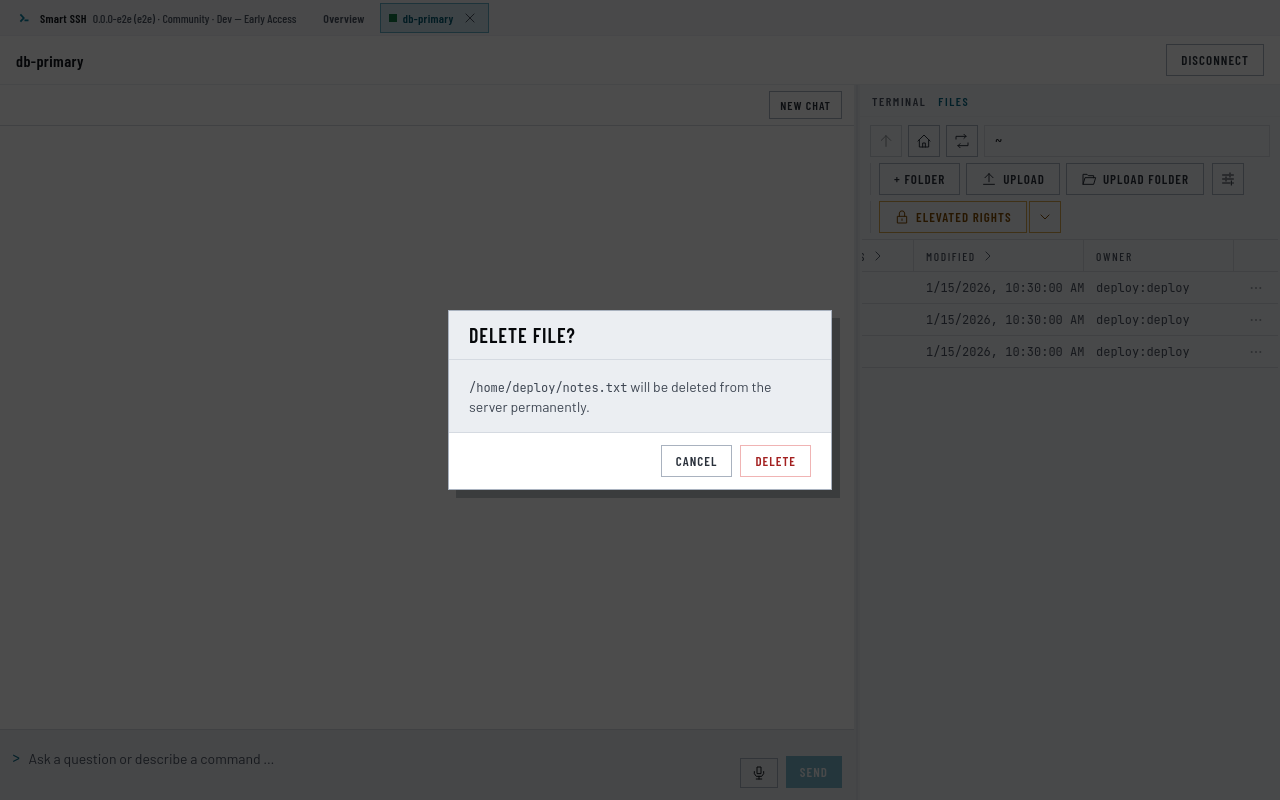 Smart SSH 0.0.0-e2e (e2e) · Community · Dev — Early Access
Overview
db-primary
db-primary
DISCONNECT
NEW CHAT
TERMINAL FILES
~
+ FOLDER
UPLOAD
UPLOAD FOLDER
ELEVATED RIGHTS
MODIFIED
OWNER
1/15/2026, 10:30:00 AM deploy:deploy
1/15/2026, 10:30:00 AM deploy:deploy
1/15/2026, 10:30:00 AM deploy:deploy
DELETE FILE?
/home/deploy/notes.txt will be deleted from the
server permanently.
CANCEL
DELETE
> Ask a question or describe a command ...
SEND